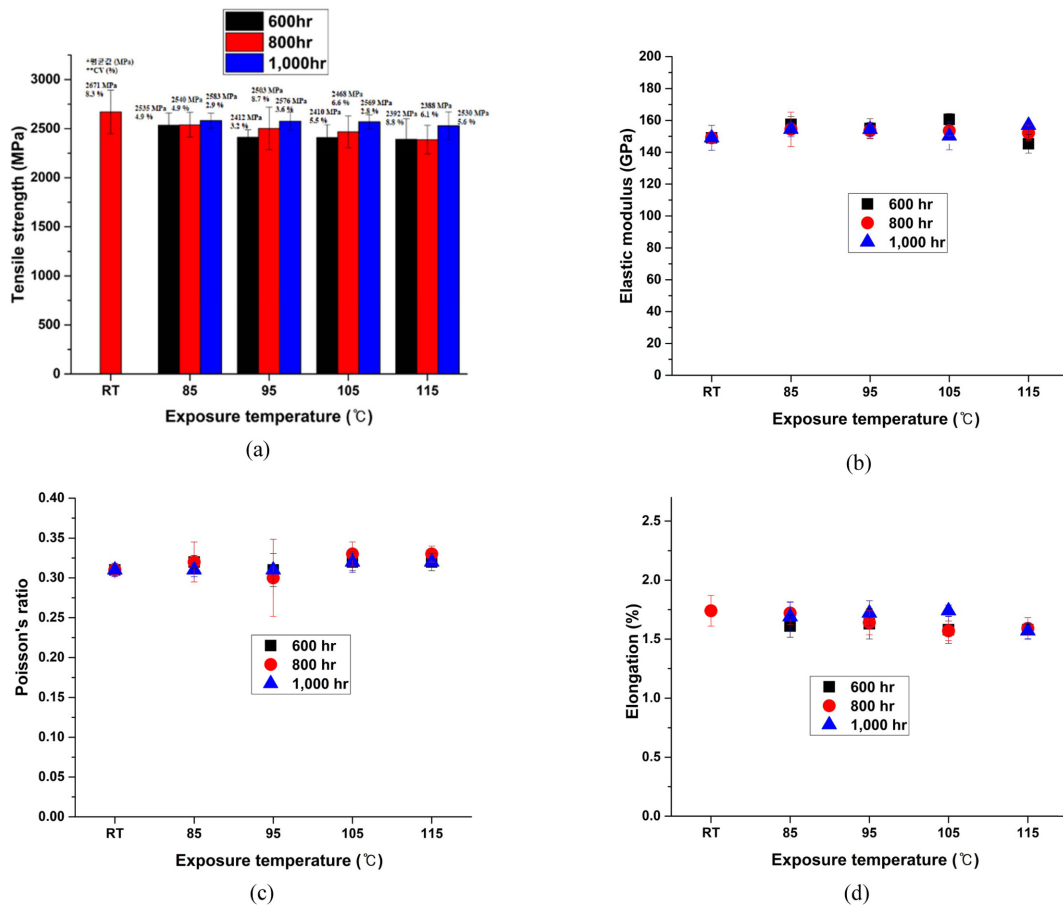 600hr
800hr
1,000hr
*평균값 (MPa)
**CV (%)
2671 MPa
8.3 %
2535 MPa
4.9 %
2540 MPa
4.9 %
2583 MPa
2.9 %
2412 MPa
3.2 %
2503 MPa
8.7 %
2576 MPa
3.6 %
2410 MPa
5.5 %
2468 MPa
6.6 %
2569 MPa
2.8 %
2392 MPa
8.8 %
2388 MPa
6.1 %
2530 MPa
5.6 %
Tensile strength (MPa)
3000
2500
2000
1500
1000
500
0
RT 85 95 105 115
Exposure temperature (℃)
(a)
Elastic modulus (GPa)
200
180
160
140
120
100
80
60
40
20
0
600 hr
800 hr
1,000 hr
RT 85 95 105 115
Exposure temperature (℃)
(b)
Poisson's ratio
0.40
0.35
0.30
0.25
0.20
0.15
0.10
0.05
0.00
600 hr
800 hr
1,000 hr
RT 85 95 105 115
Exposure temperature (℃)
(c)
Elongation (%)
2.5
2.0
1.5
1.0
0.5
0.0
600 hr
800 hr
1,000 hr
RT 85 95 105 115
Exposure temperature (℃)
(d)